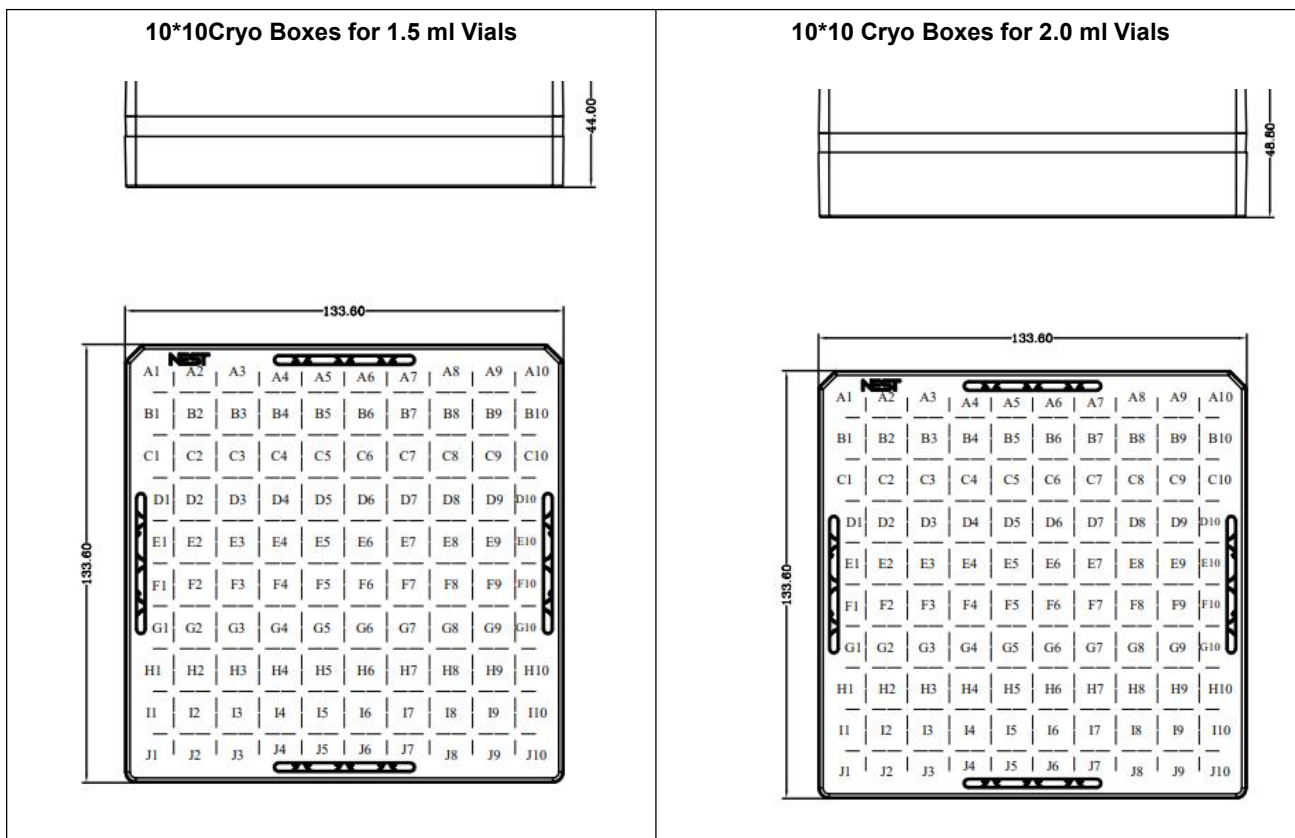 10*10Cryo Boxes for 1.5 ml Vials
44.00
133.60
133.60
NEST
A1 A2 A3 A4 A5 A6 A7 A8 A9 A10
B1 B2 B3 B4 B5 B6 B7 B8 B9 B10
C1 C2 C3 C4 C5 C6 C7 C8 C9 C10
D1 D2 D3 D4 D5 D6 D7 D8 D9 D10
E1 E2 E3 E4 E5 E6 E7 E8 E9 E10
F1 F2 F3 F4 F5 F6 F7 F8 F9 F10
G1 G2 G3 G4 G5 G6 G7 G8 G9 G10
H1 H2 H3 H4 H5 H6 H7 H8 H9 H10
I1 I2 I3 I4 I5 I6 I7 I8 I9 I10
J1 J2 J3 J4 J5 J6 J7 J8 J9 J10
10*10 Cryo Boxes for 2.0 ml Vials
48.80
133.60
133.60
NEST
A1 A2 A3 A4 A5 A6 A7 A8 A9 A10
B1 B2 B3 B4 B5 B6 B7 B8 B9 B10
C1 C2 C3 C4 C5 C6 C7 C8 C9 C10
D1 D2 D3 D4 D5 D6 D7 D8 D9 D10
E1 E2 E3 E4 E5 E6 E7 E8 E9 E10
F1 F2 F3 F4 F5 F6 F7 F8 F9 F10
G1 G2 G3 G4 G5 G6 G7 G8 G9 G10
H1 H2 H3 H4 H5 H6 H7 H8 H9 H10
I1 I2 I3 I4 I5 I6 I7 I8 I9 I10
J1 J2 J3 J4 J5 J6 J7 J8 J9 J10